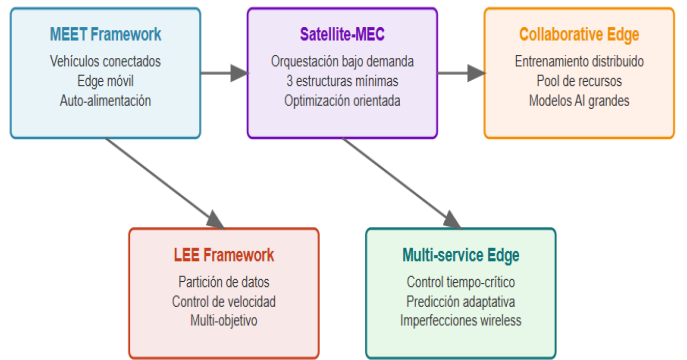 MEET Framework
Vehículos conectados
Edge móvil
Auto-alimentación
Satellite-MEC
Orquestación bajo demanda
3 estructuras mínimas
Optimización orientada
Collaborative Edge
Entrenamiento distribuido
Pool de recursos
Modelos AI grandes
LEE Framework
Partición de datos
Control de velocidad
Multi-objetivo
Multi-service Edge
Control tiempo-crítico
Predicción adaptativa
Imperfecciones wireless